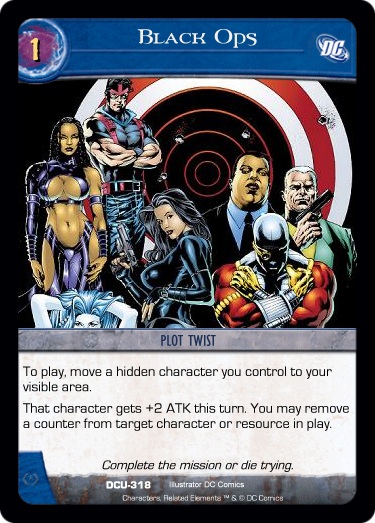 1
Black Ops
DC
PLOT TWIST
To play, move a hidden character you control to your
visible area.
That character gets +2 ATK this turn. You may remove
a counter from target character or resource in play.
Complete the mission or die trying.
DCU-318 Illustrator DC Comics
Characters, Related Elements ™ & © DC Comics